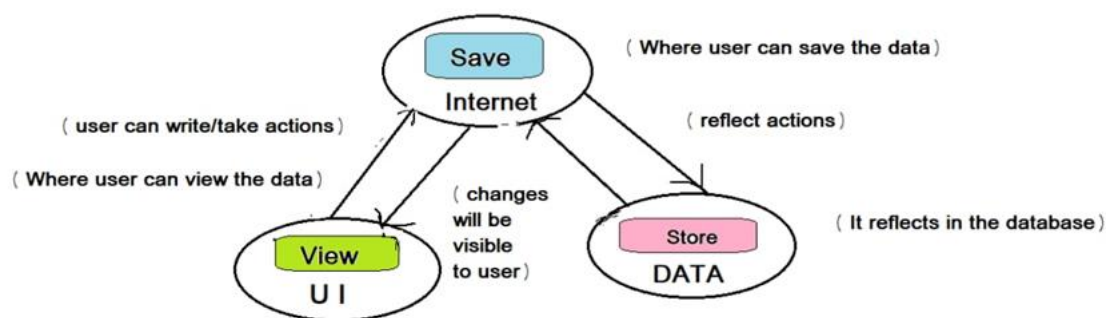 Save
Internet
( Where user can save the data)
( user can write/take actions)
( reflect actions)
( Where user can view the data)
( changes
will be
visible
to user)
View
U I
Store
DATA
( It reflects in the database)